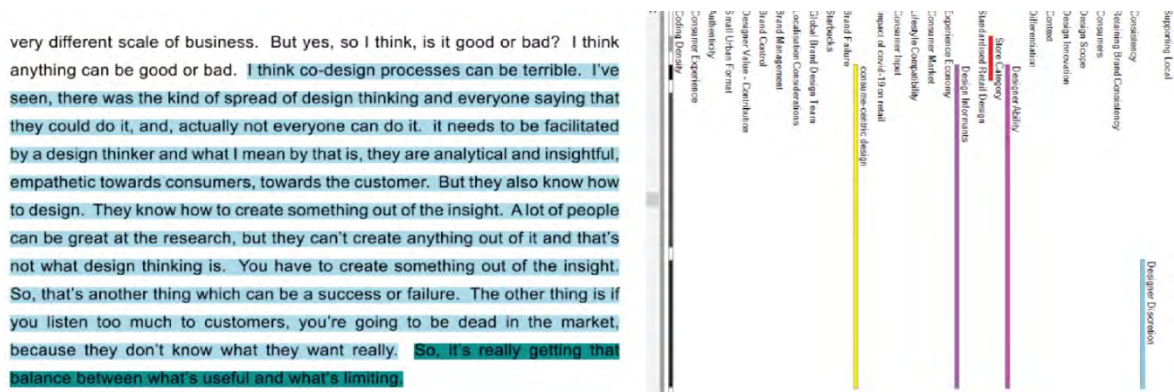 very different scale of business. But yes, so I think, is it good or bad? I think
anything can be good or bad. I think co-design processes can be terrible. I've
seen, there was the kind of spread of design thinking and everyone saying that
they could do it, and, actually not everyone can do it. it needs to be facilitated
by a design thinker and what I mean by that is, they are analytical and insightful,
empathetic towards consumers, towards the customer. But they also know how
to design. They know how to create something out of the insight. A lot of people
can be great at the research, but they can't create anything out of it and that's
not what design thinking is. You have to create something out of the insight.
So, that's another thing which can be a success or failure. The other thing is if
you listen too much to customers, you're going to be dead in the market,
because they don't know what they want really. So, it's really getting that
balance between what's useful and what's limiting.
Supporting Local
Designer Discretion
Consistency
Retaining Brand Consistency
Consumers
Design Scope
Design Innovation
Context
Differentiation
Designer Ability
Store Category
Standardised Retail Design
Design Informants
Experience Economy
Consumer Market
Lifestyle Compatibility
Consumer Input
Impact of covid-19 on retail
consume-centric design
Brand Failure
Starbucks
Global Brand Design Team
Localisation Considerations
Brand Management
Brand Control
Designer Value - Contribution
Small Urban Format
Authenticity
Consumer Experience
Coding Density